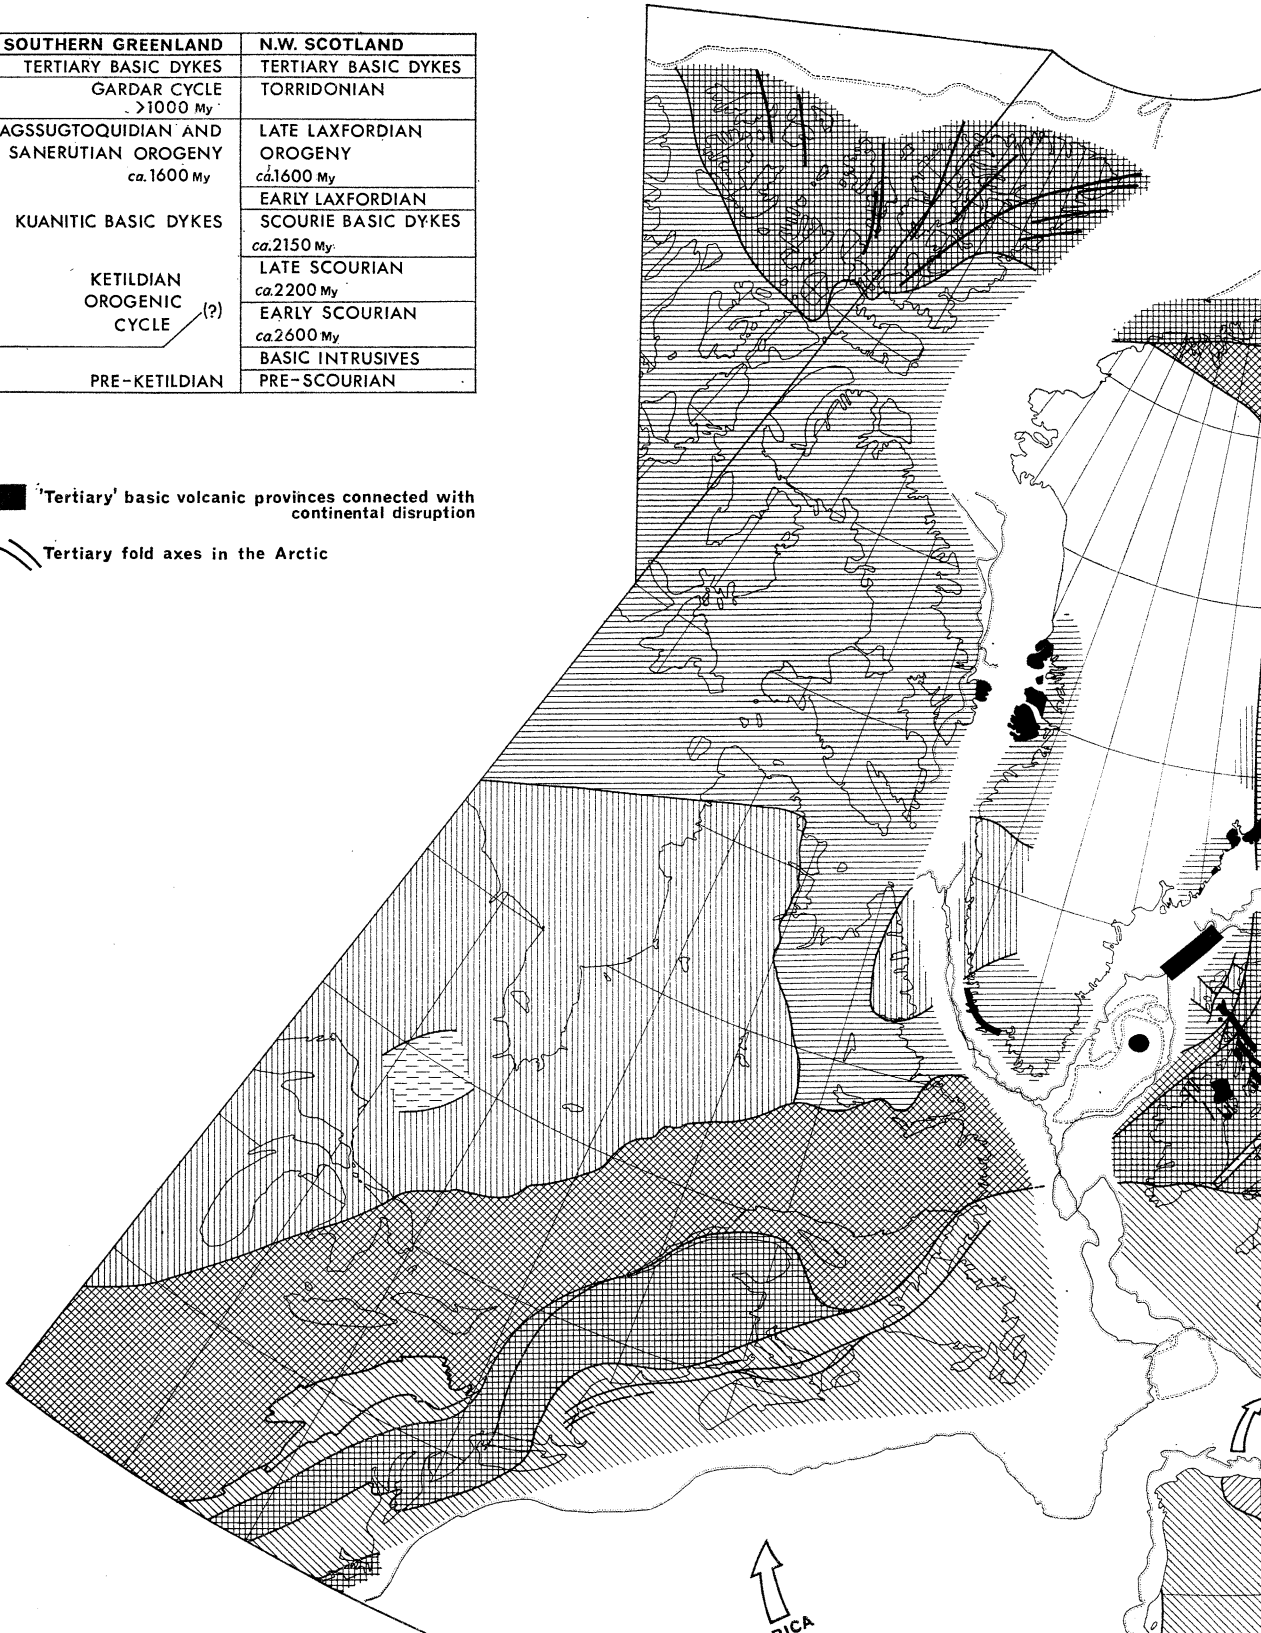 SOUTHERN GREENLAND N.W. SCOTLAND
TERTIARY BASIC DYKES TERTIARY BASIC DYKES
GARDAR CYCLE TORRIDONIAN
>1000 My
AGSSUGTOQUIDIAN AND LATE LAXFORDIAN
SANERUTIAN OROGENY OROGENY
ca. 1600 My ca. 1600 My
EARLY LAXFORDIAN
KUANITIC BASIC DYKES SCOURIE BASIC DYKES
ca. 2150 My
KETILDIAN LATE SCOURIAN
OROGENIC ca. 2200 My
CYCLE (?) EARLY SCOURIAN
ca. 2600 My
BASIC INTRUSIVES
PRE-KETILDIAN PRE-SCOURIAN
'Tertiary' basic volcanic provinces connected with
continental disruption
Tertiary fold axes in the Arctic
RICA